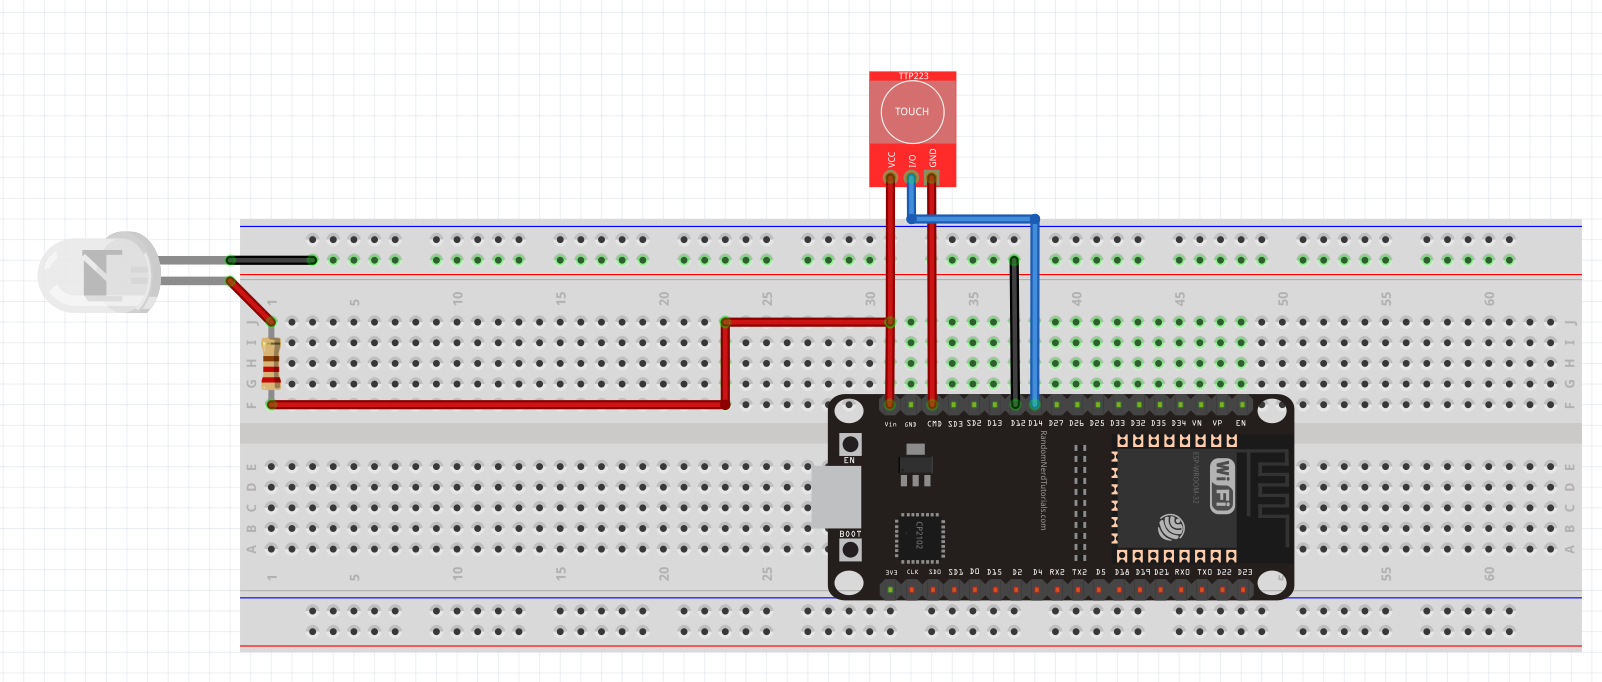 TTP223
TOUCH
VCC I/O GND
1 5 10 15 20 25 30 35 40 45 50 55 60
J J
I I
H H
G G
F F
Vin GND CMD SD3 SD2 D13 D12 D14 D27 D26 D25 D33 D32 D35 D34 VN VP EN
EN
RandomNerdTutorials.com
ESP-WROOM-32
WiFi
CP2102
BOOT
E E
D D
C C
B B
A A
3V3 CLK SD0 SD1 D0 D15 D2 D4 RX2 TX2 D5 D18 D19 D21 RX0 TX0 D22 D23
1 5 10 15 20 25 55 60